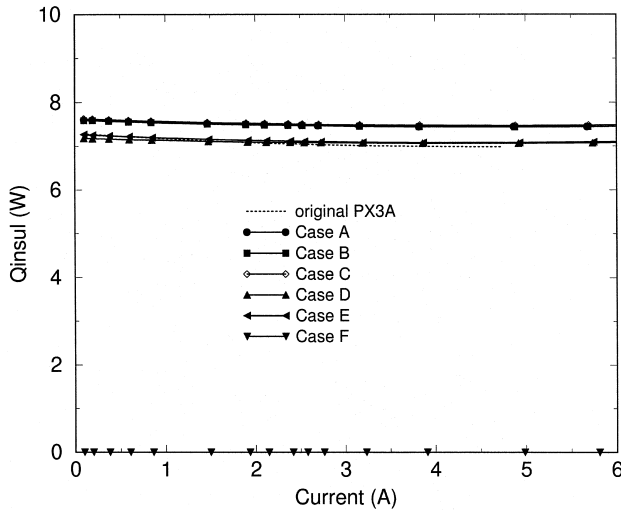 10
8
6
4
2
0
Qinsul (W)
original PX3A
Case A
Case B
Case C
Case D
Case E
Case F
0 1 2 3 4 5 6
Current (A)